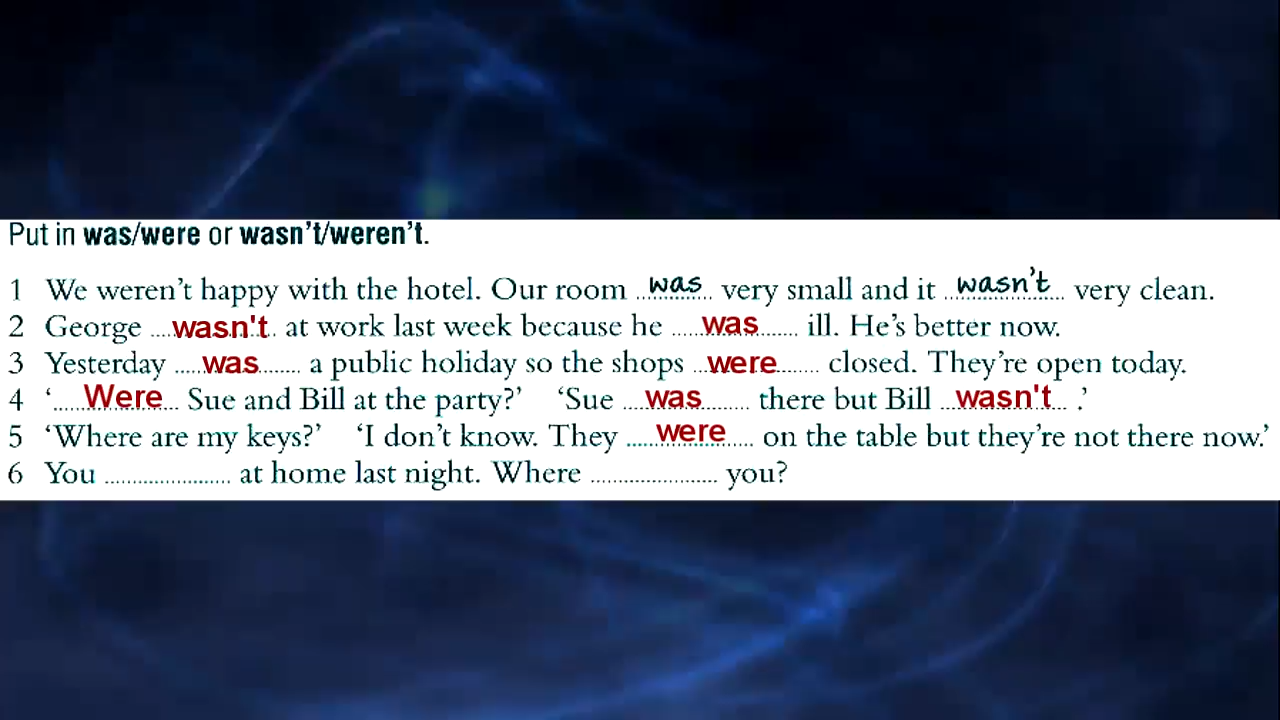 Put in was/were or wasn't/weren't.
1 We weren't happy with the hotel. Our room ...was... very small and it ...wasn't... very clean.
2 George ...wasn't... at work last week because he ...was... ill. He's better now.
3 Yesterday ...was... a public holiday so the shops ...were... closed. They're open today.
4 '...Were... Sue and Bill at the party?' 'Sue ...was... there but Bill ...wasn't... .'
5 'Where are my keys?' 'I don't know. They ...were... on the table but they're not there now.'
6 You ...................... at home last night. Where ...................... you?